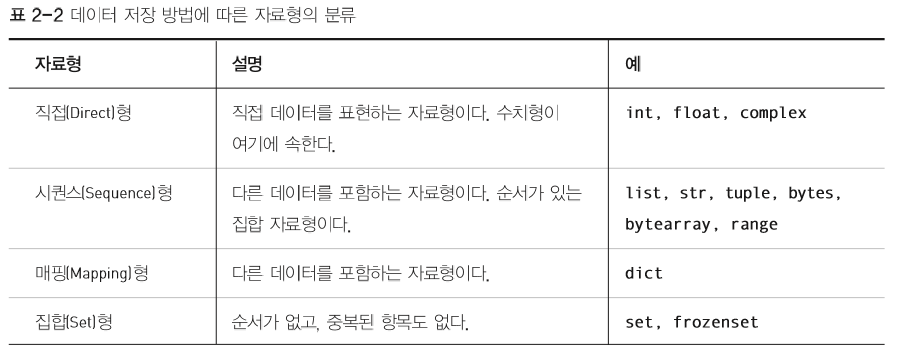 표 2-2 데이터 저장 방법에 따른 자료형의 분류
자료형 설명 예
직접(Direct)형 직접 데이터를 표현하는 자료형이다. 수치형이 int, float, complex
여기에 속한다.
시퀀스(Sequence)형 다른 데이터를 포함하는 자료형이다. 순서가 있는 list, str, tuple, bytes,
집합 자료형이다. bytearray, range
매핑(Mapping)형 다른 데이터를 포함하는 자료형이다. dict
집합(Set)형 순서가 없고, 중복된 항목도 없다. set, frozenset